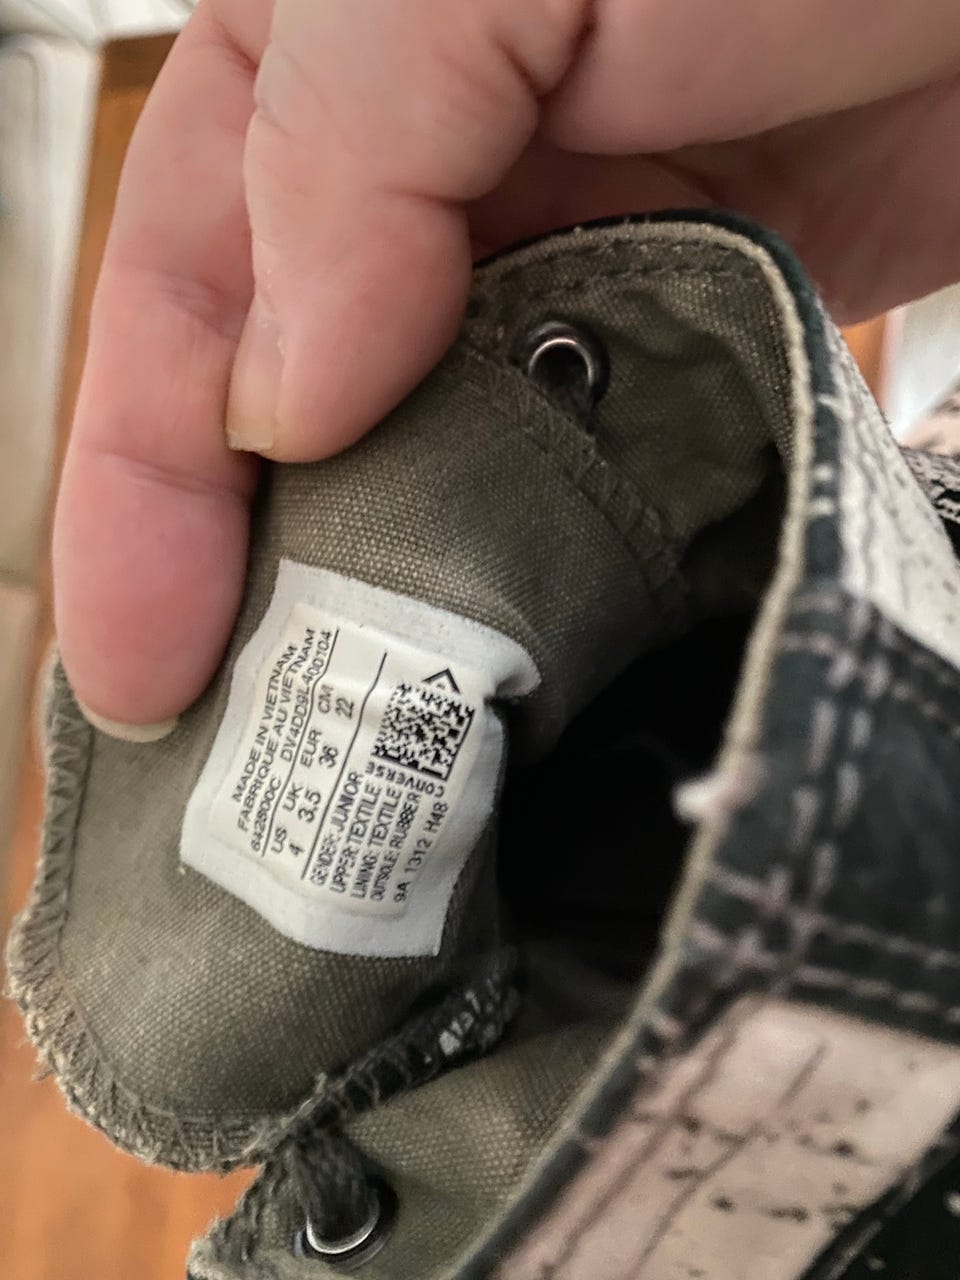 MADE IN VIETNAM
FABRIQUE AU VIETNAM
642800C DV4DD9L400104
US UK EUR CM
4 3.5 36 22
GENDER: JUNIOR
UPPER: TEXTILE
LINING: TEXTILE
OUTSOLE: RUBBER
9A 1312 H48
CONVERSE